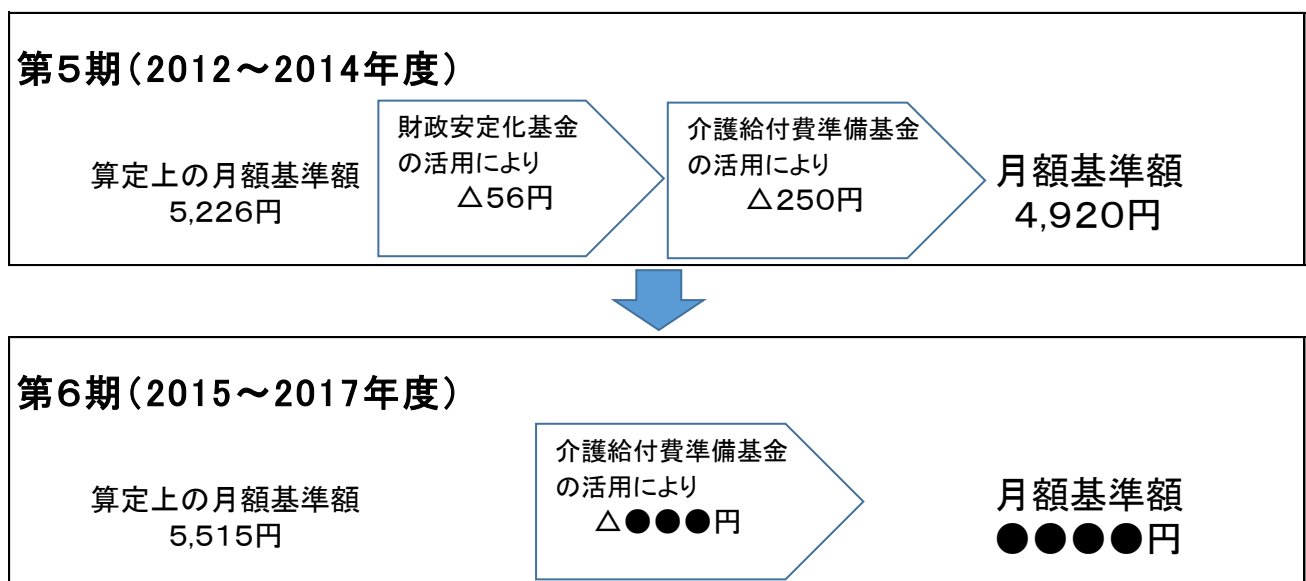 第5期(2012～2014年度)
算定上の月額基準額
5,226円
財政安定化基金
の活用により
△56円
介護給付費準備基金
の活用により
△250円
月額基準額
4,920円
第6期(2015～2017年度)
算定上の月額基準額
5,515円
介護給付費準備基金
の活用により
△●●●円
月額基準額
●●●●円